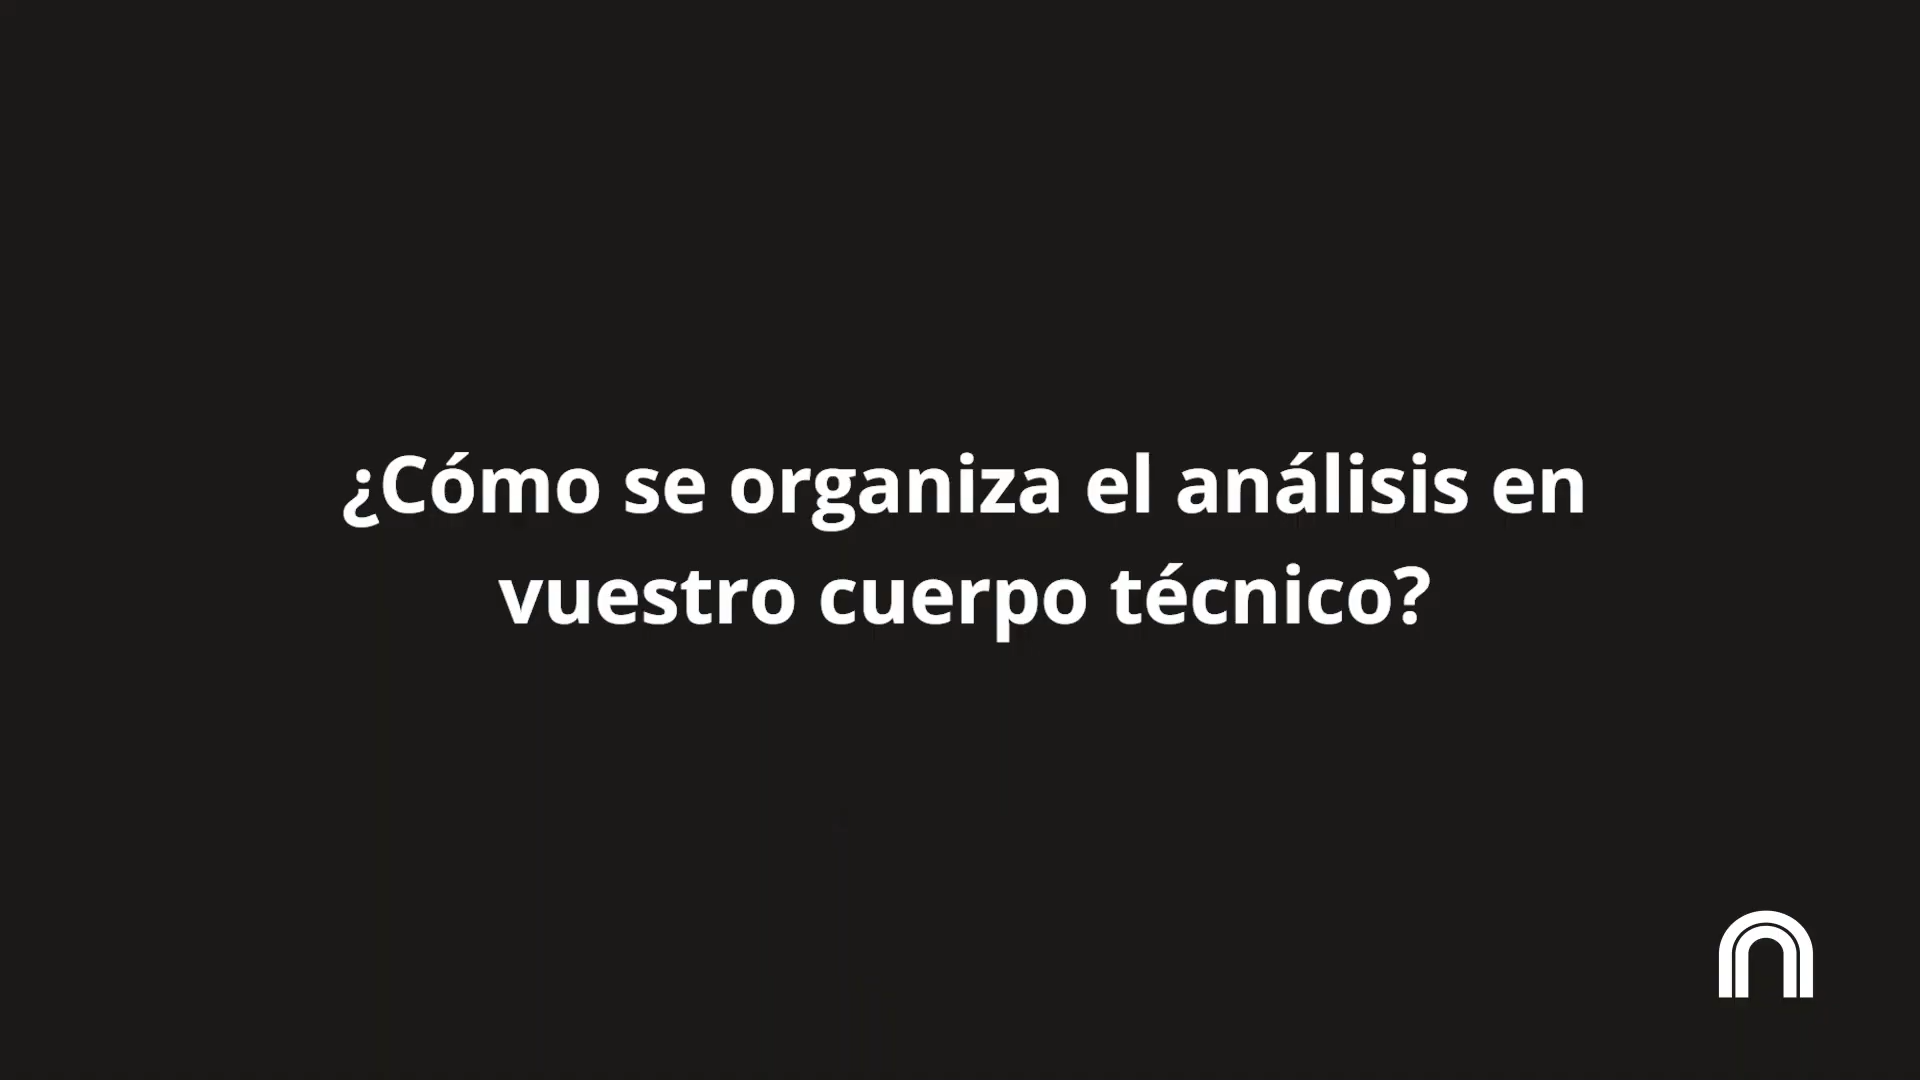 ¿Cómo se organiza el análisis en
vuestro cuerpo técnico?